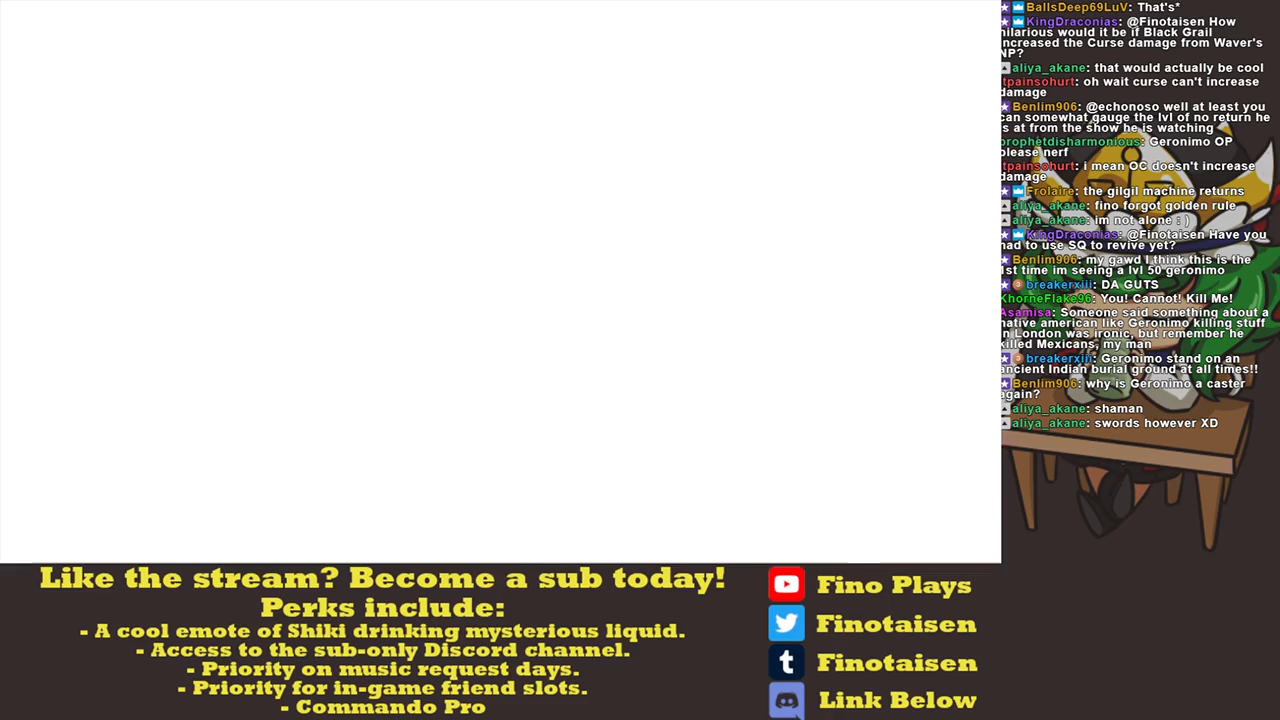 BallsDeep69LuV: That's*
KingDraconias: @Finotaisen How
hilarious would it be if Black Grail
increased the Curse damage from Waver's
NP?
aliya_akane: that would actually be cool
tpainsohurt: oh wait curse can't increase
damage
Benlim906: @echonoso well at least you
can somewhat gauge the lvl of no return he
is at from the show he is watching
prophetdisharmonious: Geronimo OP
please nerf
tpainsohurt: i mean OC doesn't increase
damage
Frolaire: the gilgil machine returns
aliya_akane: fino forgot golden rule
aliya_akane: im not alone : )
KingDraconias: @Finotaisen Have you
had to use SQ to revive yet?
Benlim906: my gawd I think this is the
1st time im seeing a lvl 50 geronimo
breakerxiii: DA GUTS
KhorneFlake96: You! Cannot! Kill Me!
Asamisa: Someone said something about a
native american like Geronimo killing stuff
in London was ironic, but remember he
killed Mexicans, my man
breakerxiii: Geronimo stand on an
ancient Indian burial ground at all times!!
Benlim906: why is Geronimo a caster
again?
aliya_akane: shaman
aliya_akane: swords however XD
Like the stream? Become a sub today!
Perks include:
- A cool emote of Shiki drinking mysterious liquid.
- Access to the sub-only Discord channel.
- Priority on music request days.
- Priority for in-game friend slots.
- Commando Pro
Fino Plays
Finotaisen
Finotaisen
Link Below